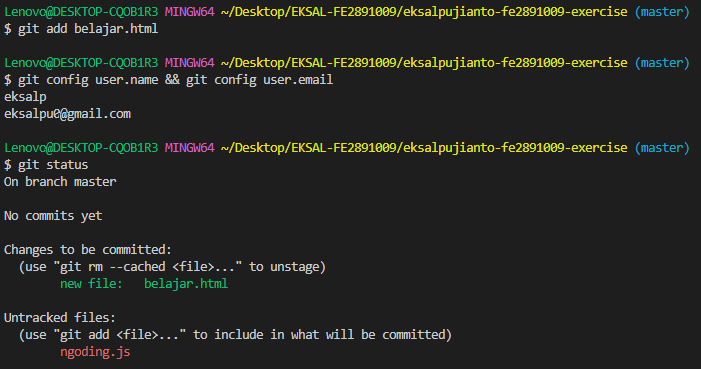 Lenovo@DESKTOP-CQOB1R3 MINGW64 ~/Desktop/EKSAL-FE2891009/eksalpujianto-fe2891009-exercise (master)
$ git add belajar.html
Lenovo@DESKTOP-CQOB1R3 MINGW64 ~/Desktop/EKSAL-FE2891009/eksalpujianto-fe2891009-exercise (master)
$ git config user.name && git config user.email
eksalp
eksalpu0@gmail.com
Lenovo@DESKTOP-CQOB1R3 MINGW64 ~/Desktop/EKSAL-FE2891009/eksalpujianto-fe2891009-exercise (master)
$ git status
On branch master
No commits yet
Changes to be committed:
(use "git rm --cached <file>..." to unstage)
new file:   belajar.html
Untracked files:
(use "git add <file>..." to include in what will be committed)
ngoding.js